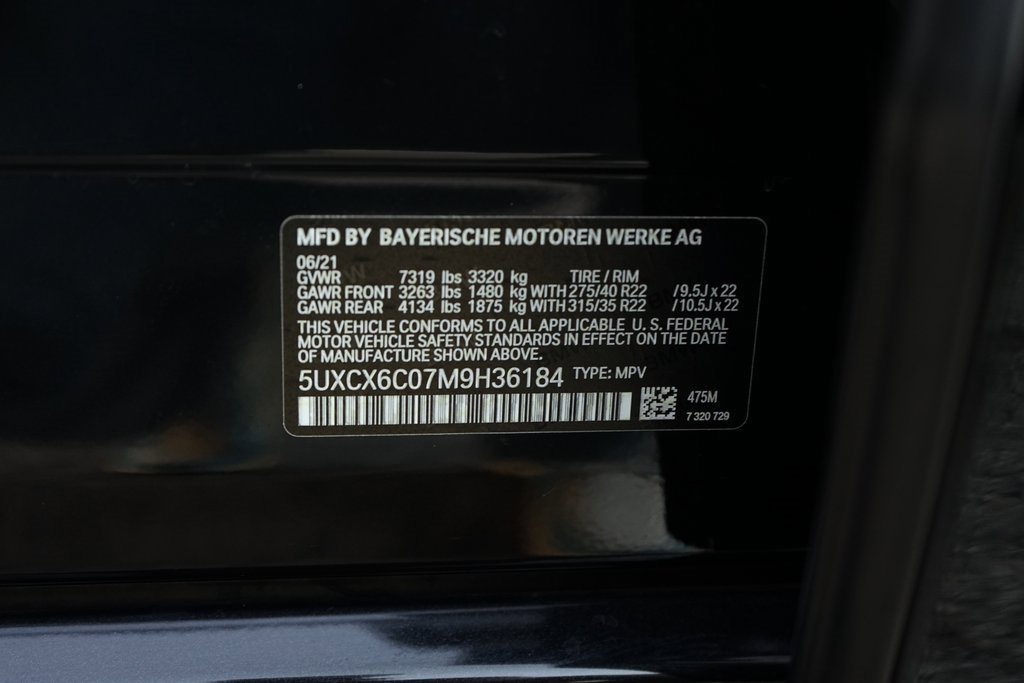 MFD BY BAYERISCHE MOTOREN WERKE AG
06/21
GVWR 7319 lbs 3320 kg TIRE / RIM
GAWR FRONT 3263 lbs 1480 kg WITH 275/40 R22 / 9.5J x 22
GAWR REAR 4134 lbs 1875 kg WITH 315/35 R22 / 10.5J x 22
THIS VEHICLE CONFORMS TO ALL APPLICABLE U. S. FEDERAL
MOTOR VEHICLE SAFETY STANDARDS IN EFFECT ON THE DATE
OF MANUFACTURE SHOWN ABOVE.
5UXCX6C07M9H36184 TYPE: MPV
475M
7 320 729